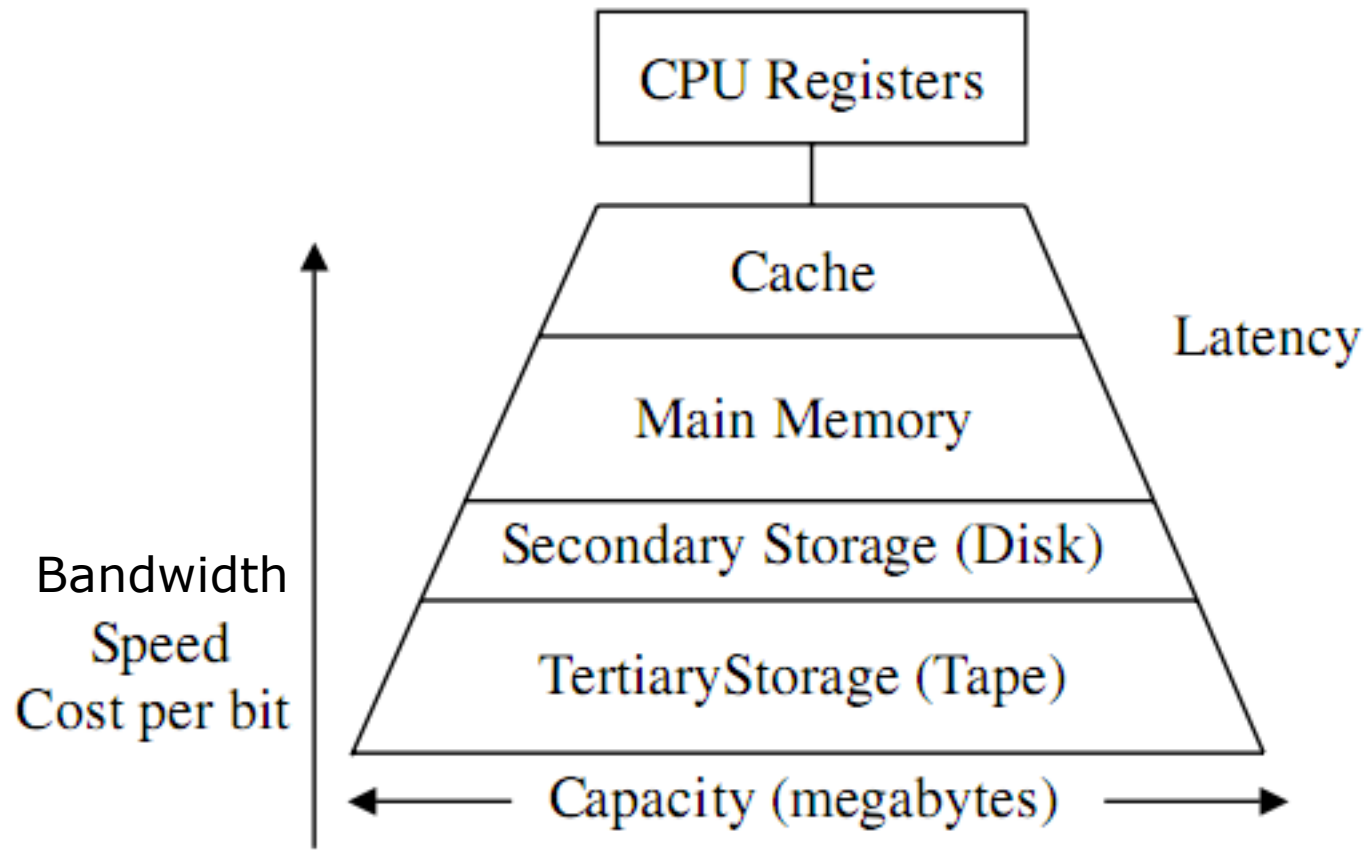 CPU Registers
Cache
Latency
Main Memory
Secondary Storage (Disk)
Bandwidth
Speed
Cost per bit
TertiaryStorage (Tape)
Capacity (megabytes)